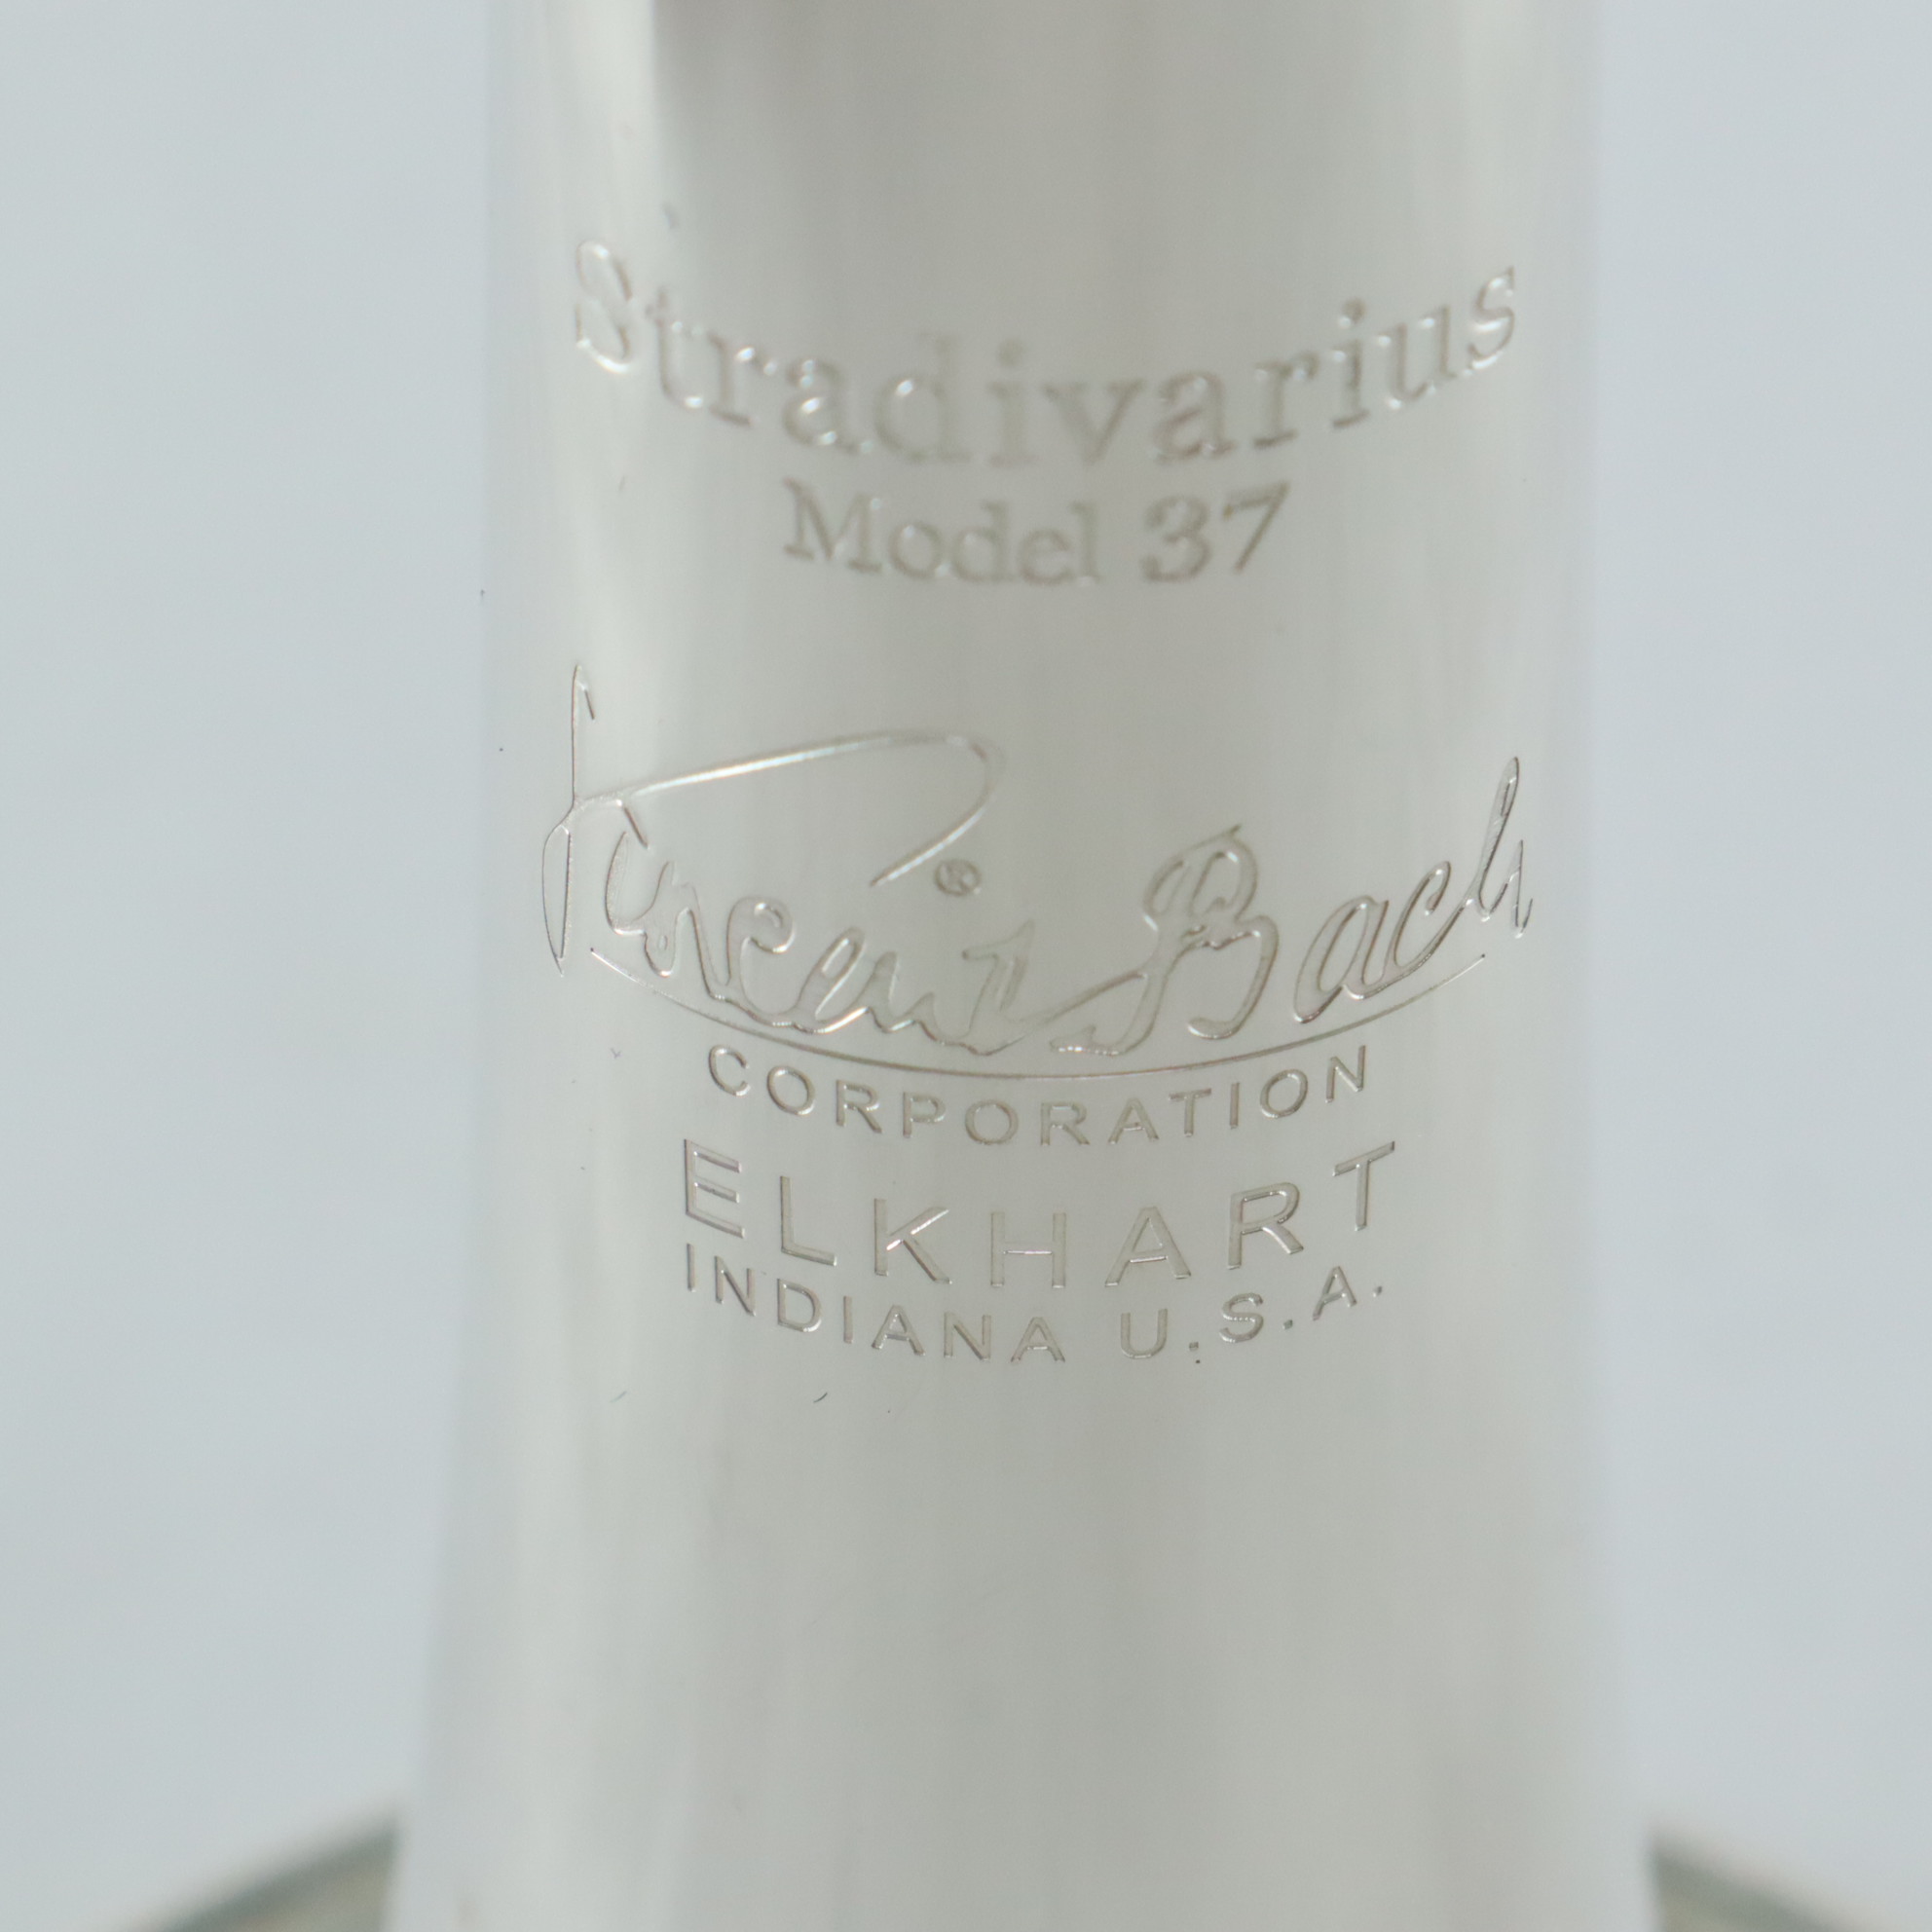 Stradivarius
Model 37
Vincent Bach ®
CORPORATION
ELKHART
INDIANA U.S.A.